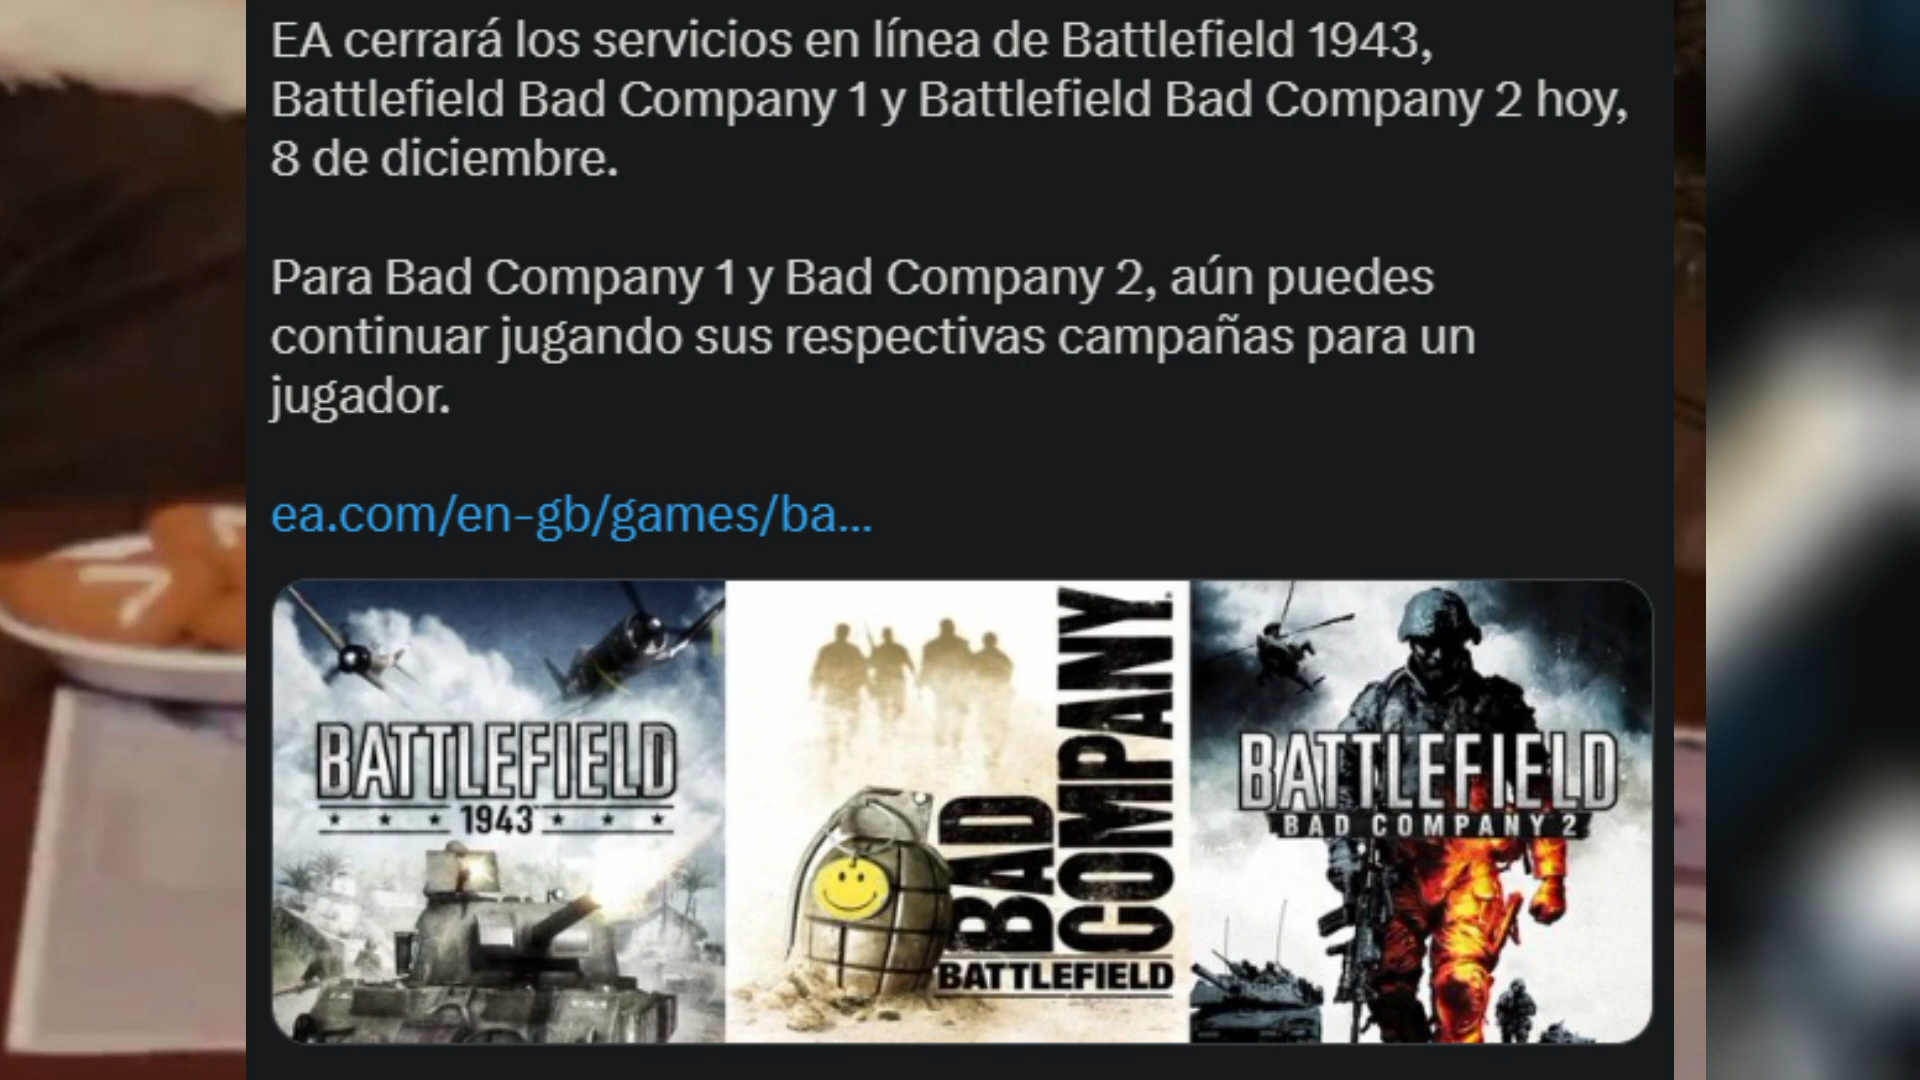 EA cerrará los servicios en línea de Battlefield 1943,
Battlefield Bad Company 1 y Battlefield Bad Company 2 hoy,
8 de diciembre.
Para Bad Company 1 y Bad Company 2, aún puedes
continuar jugando sus respectivas campañas para un
jugador.
ea.com/en-gb/games/ba...
BATTLEFIELD
1943
BAD
COMPANY
BATTLEFIELD
BATTLEFIELD
BAD COMPANY 2